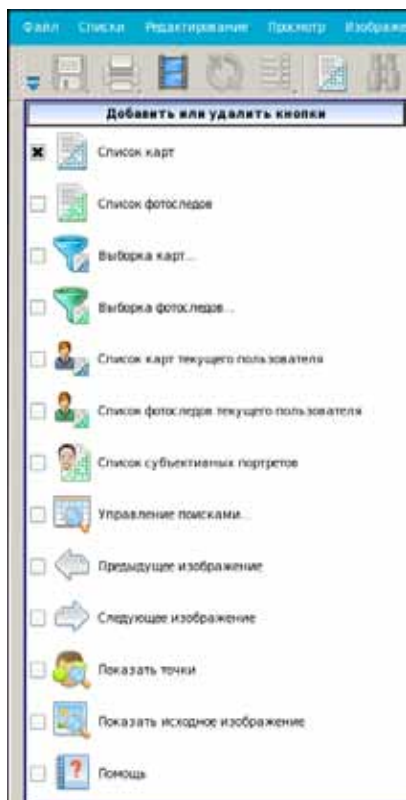 Файл Списки Редактирование Просмотр Изображе
Добавить или удалить кнопки
Список карт
Список фотоследов
Выборка карт...
Выборка фотоследов...
Список карт текущего пользователя
Список фотоследов текущего пользователя
Список субъективных портретов
Управление поисками...
Предыдущее изображение
Следующее изображение
Показать точки
Показать исходное изображение
Помощь